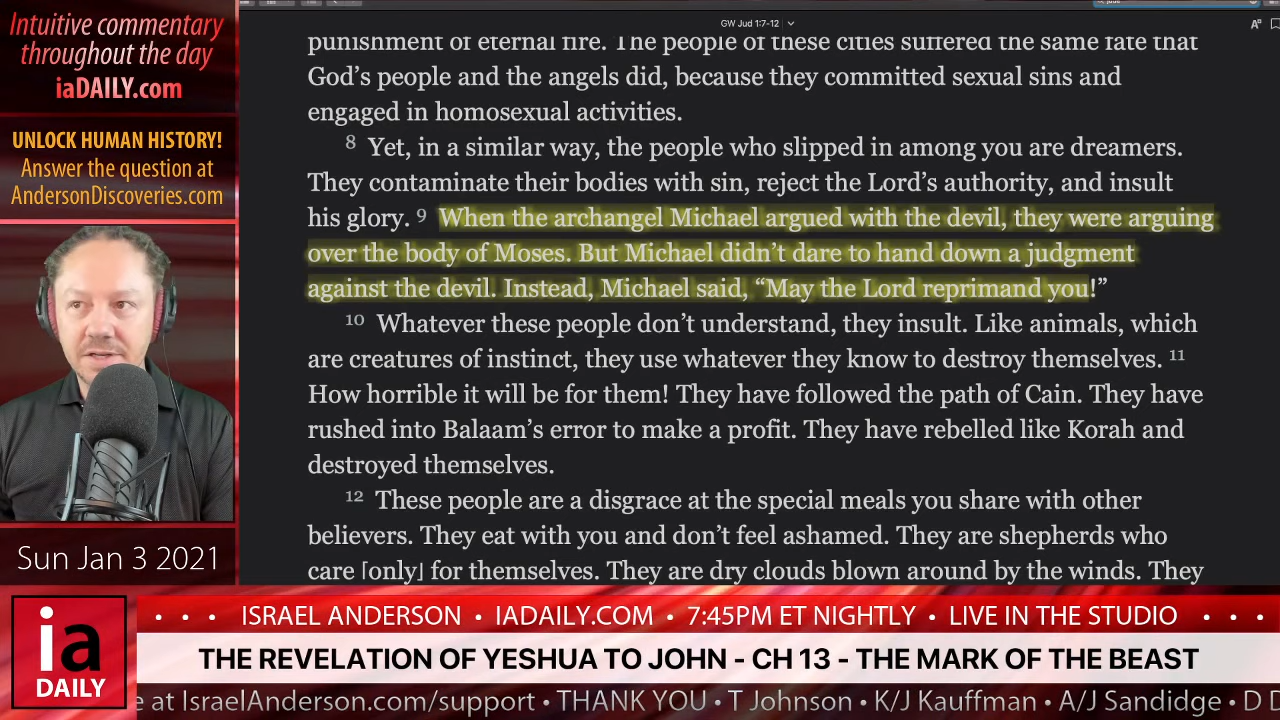 Intuitive commentary
throughout the day
iaDAILY.com
UNLOCK HUMAN HISTORY!
Answer the question at
AndersonDiscoveries.com
GW Jud 1:7-12
punishment of eternal fire. The people of these cities suffered the same fate that
God’s people and the angels did, because they committed sexual sins and
engaged in homosexual activities.
8 Yet, in a similar way, the people who slipped in among you are dreamers.
They contaminate their bodies with sin, reject the Lord’s authority, and insult
his glory. 9 When the archangel Michael argued with the devil, they were arguing
over the body of Moses. But Michael didn’t dare to hand down a judgment
against the devil. Instead, Michael said, “May the Lord reprimand you!”
10 Whatever these people don’t understand, they insult. Like animals, which
are creatures of instinct, they use whatever they know to destroy themselves. 11
How horrible it will be for them! They have followed the path of Cain. They have
rushed into Balaam’s error to make a profit. They have rebelled like Korah and
destroyed themselves.
12 These people are a disgrace at the special meals you share with other
believers. They eat with you and don’t feel ashamed. They are shepherds who
care ⌈only⌋ for themselves. They are dry clouds blown around by the winds. They
Sun Jan 3 2021
ia
DAILY
• • • ISRAEL ANDERSON • IADAILY.COM • 7:45PM ET NIGHTLY • LIVE IN THE STUDIO • • •
THE REVELATION OF YESHUA TO JOHN - CH 13 - THE MARK OF THE BEAST
e at IsraelAnderson.com/support • THANK YOU • T Johnson • K/J Kauffman • A/J Sandidge • D D